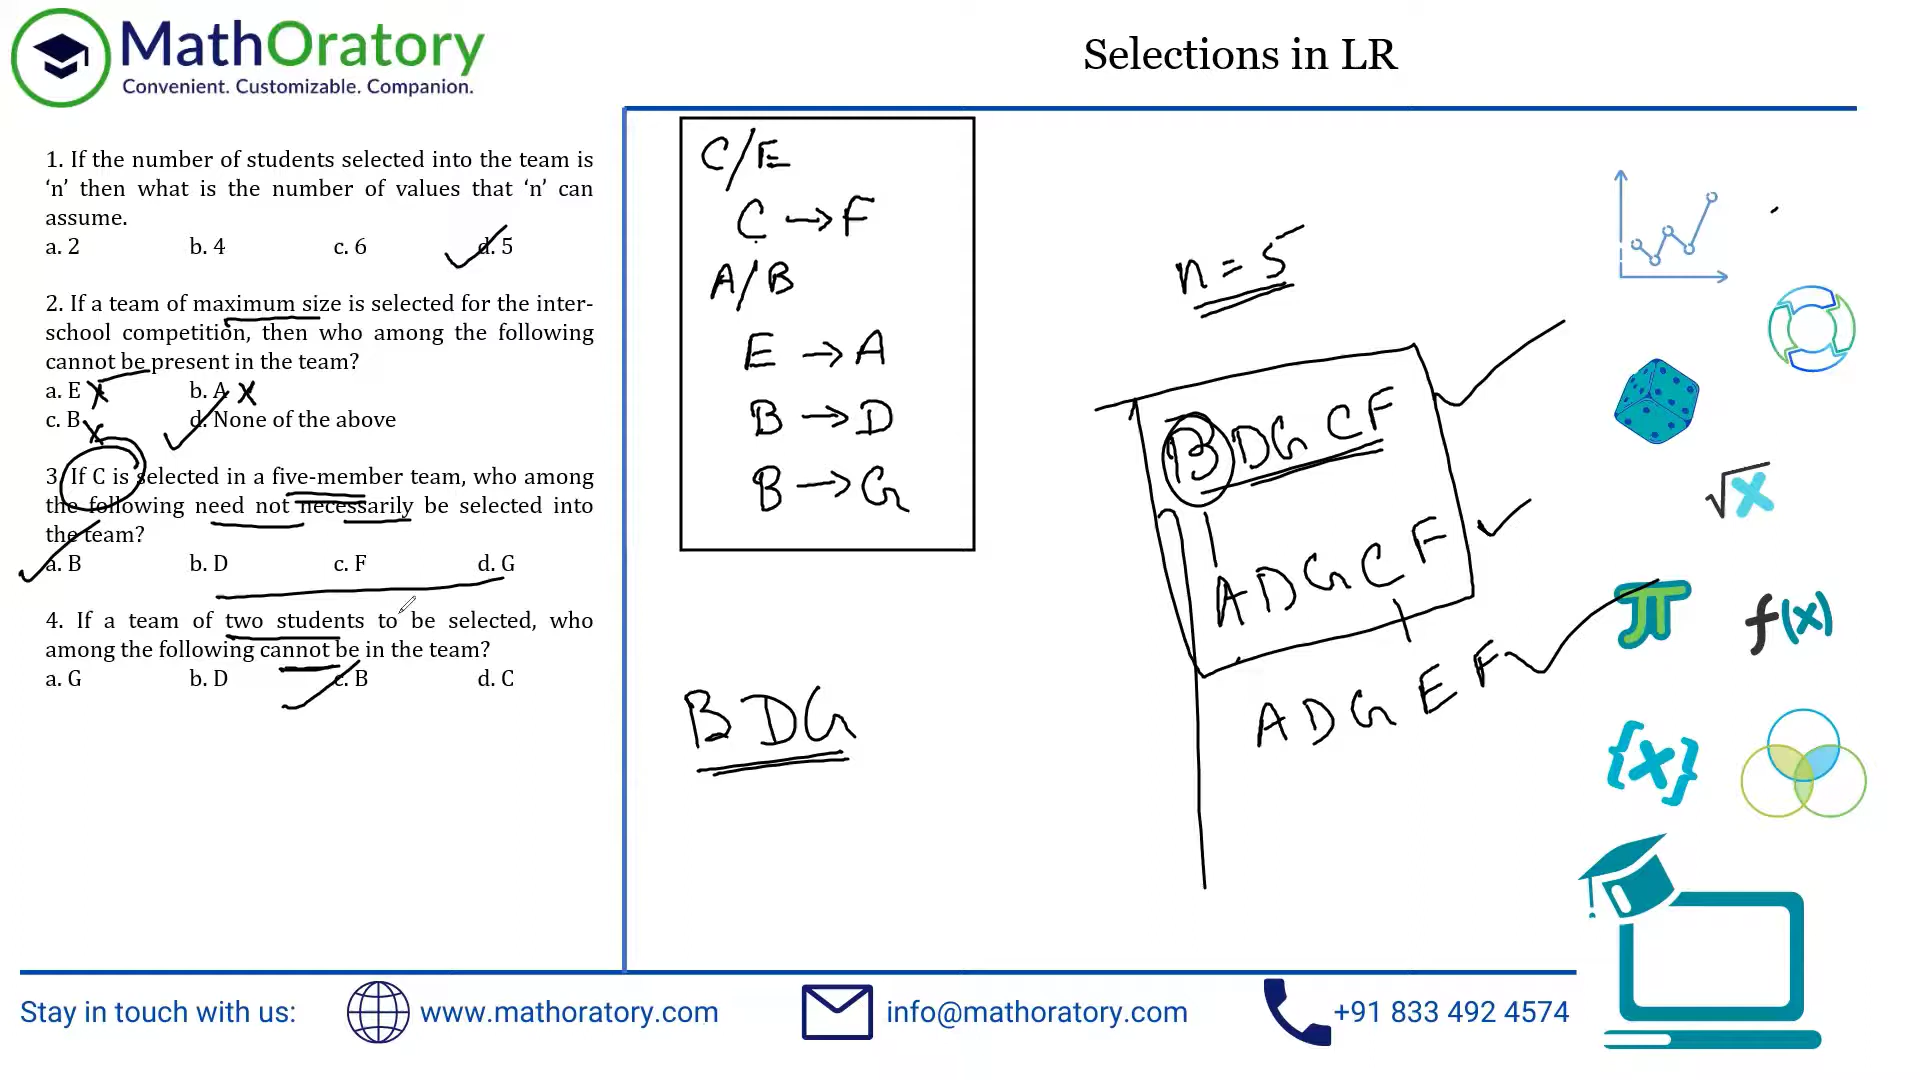 MathOratory
Convenient. Customizable. Companion.
Selections in LR
1. If the number of students selected into the team is
‘n’ then what is the number of values that ‘n’ can
assume.
a. 2 b. 4 c. 6 d. 5
2. If a team of maximum size is selected for the inter-
school competition, then who among the following
cannot be present in the team?
a. E b. A
c. B d. None of the above
3. If C is selected in a five-member team, who among
the following need not necessarily be selected into
the team?
a. B b. D c. F d. G
4. If a team of two students to be selected, who
among the following cannot be in the team?
a. G b. D c. B d. C
C/E
C → F
A/B
E → A
B → D
B → G
B D G
n = 5
B D G C F
A D G C F
A D G E F
√x
π
f(x)
{x}
Stay in touch with us:
www.mathoratory.com
info@mathoratory.com
+91 833 492 4574